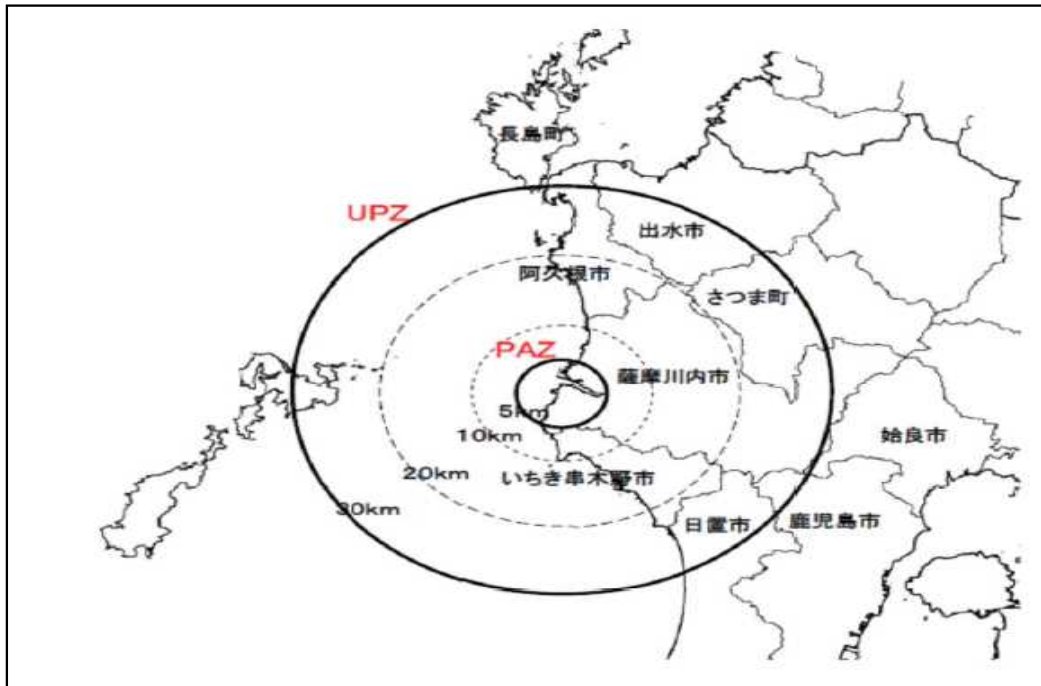 長島町
UPZ
出水市
阿久根市
さつま町
PAZ
薩摩川内市
5km
10km
姶良市
20km
いちき串木野市
30km
日置市
鹿児島市